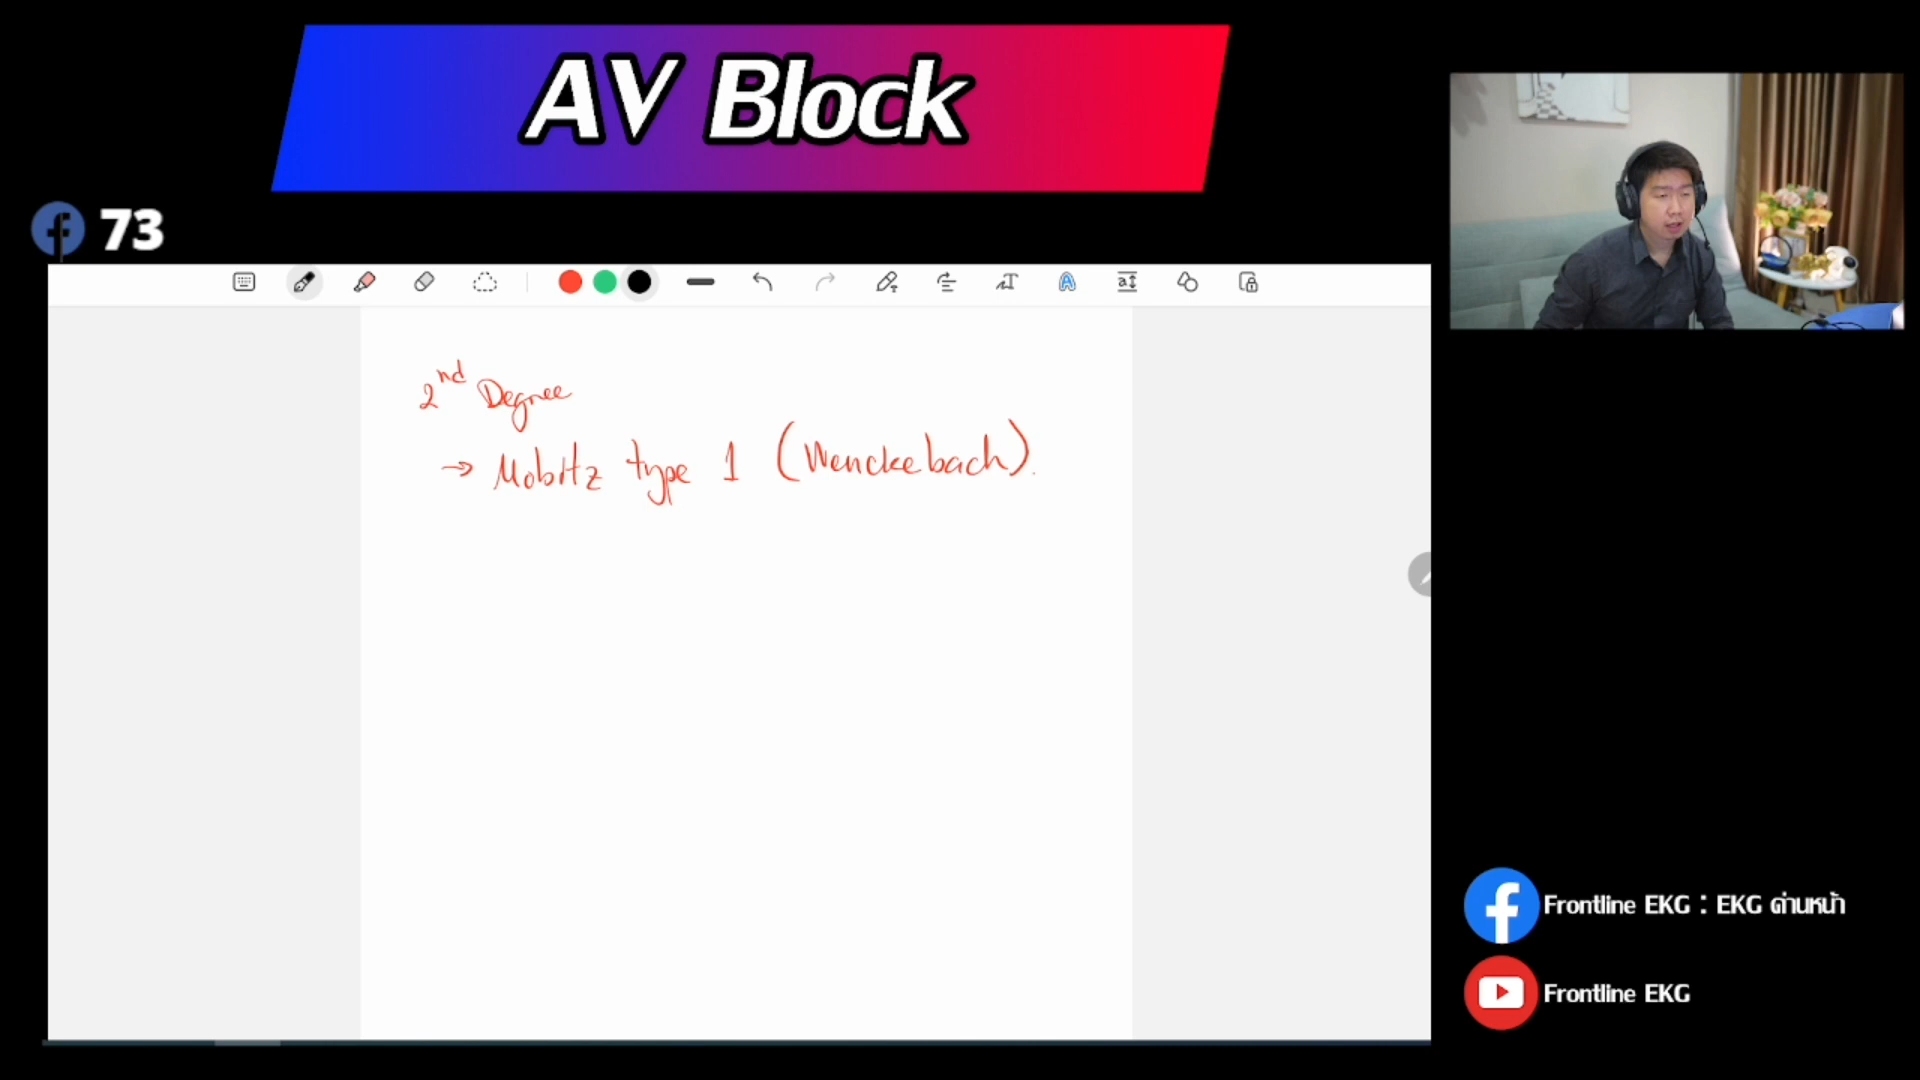 AV Block
73
2nd Degree
→ Mobitz type 1 (Wenckebach).
Frontline EKG : EKG ด่านหน้า
Frontline EKG